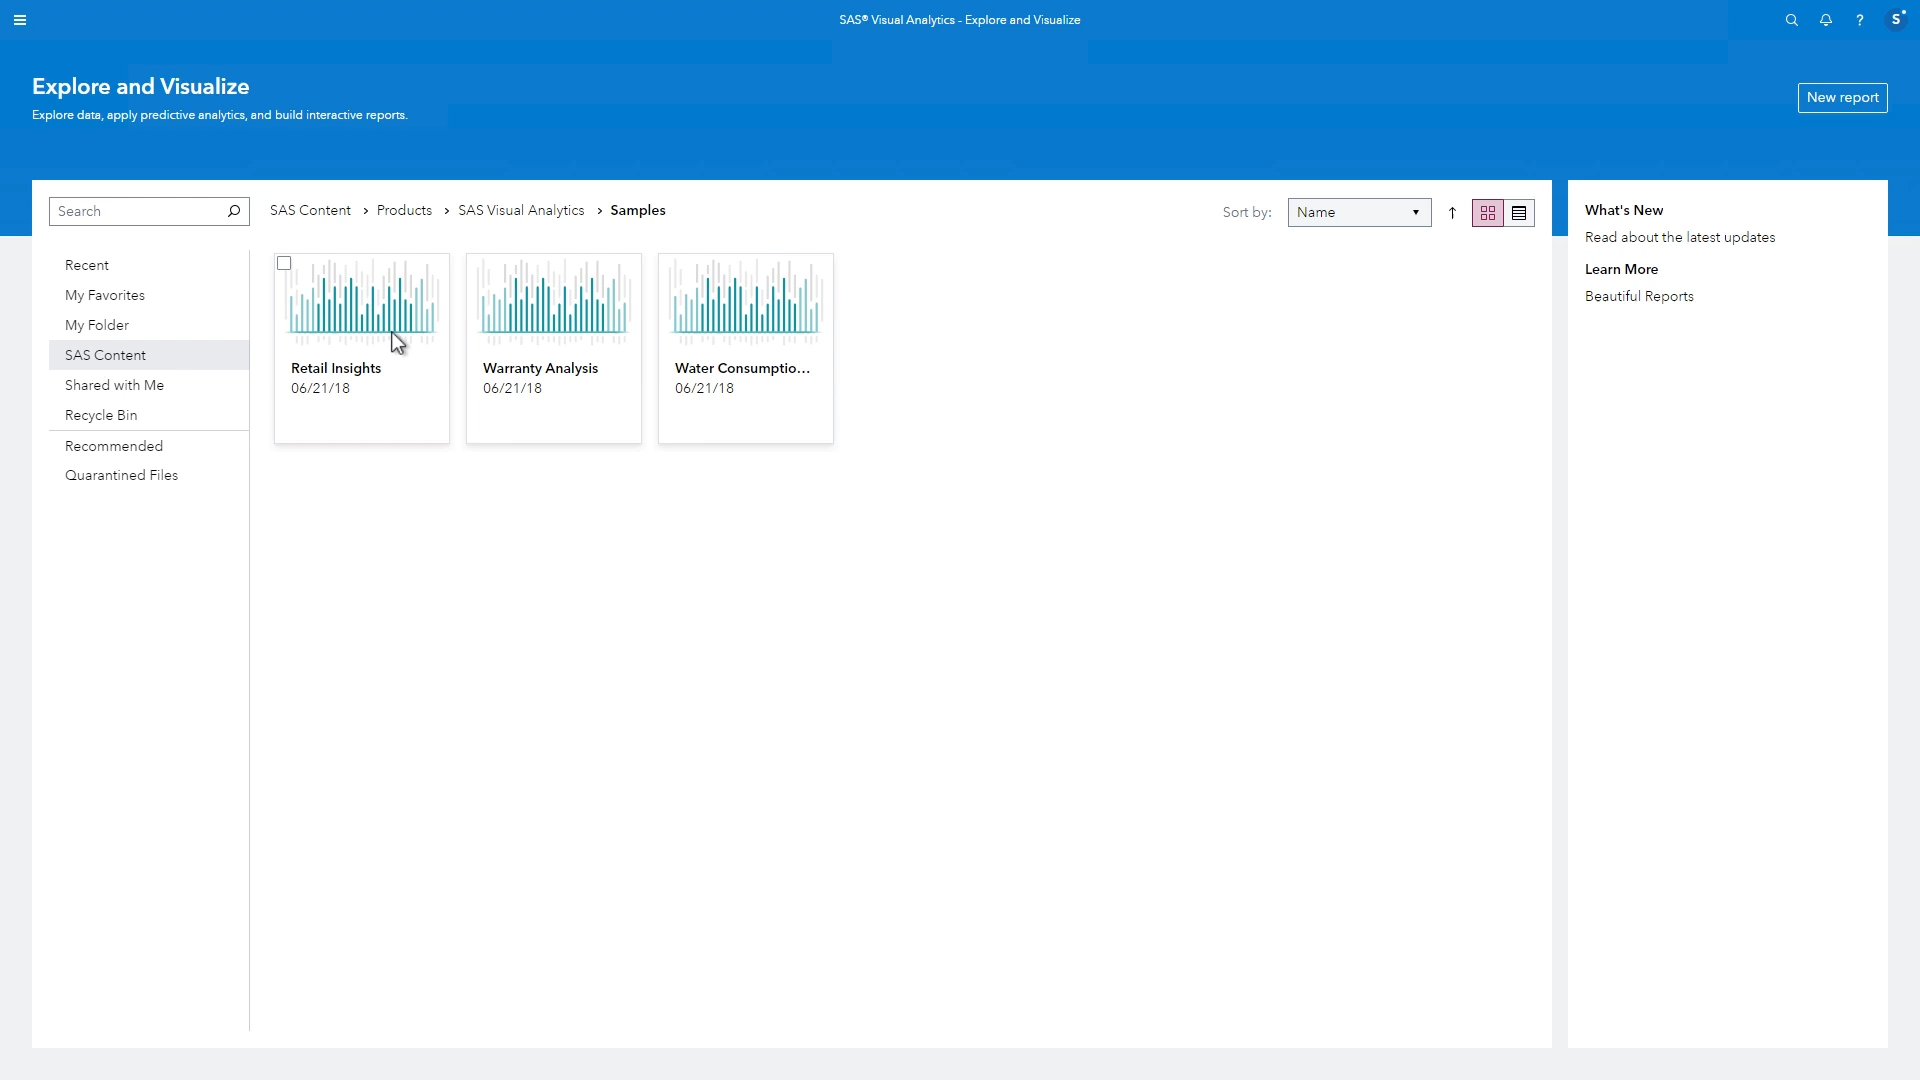 SAS® Visual Analytics - Explore and Visualize
?
S
Explore and Visualize
Explore data, apply predictive analytics, and build interactive reports.
New report
Search
SAS Content > Products > SAS Visual Analytics > Samples
Sort by:
Name
Recent
My Favorites
My Folder
SAS Content
Shared with Me
Recycle Bin
Recommended
Quarantined Files
Retail Insights
06/21/18
Warranty Analysis
06/21/18
Water Consumptio...
06/21/18
What's New
Read about the latest updates
Learn More
Beautiful Reports